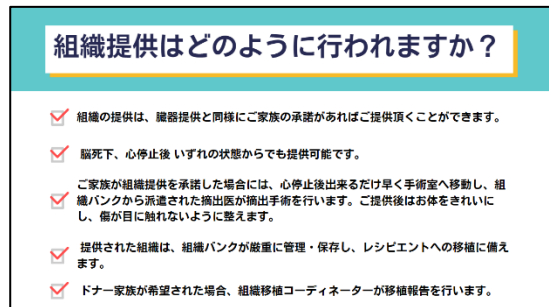 組織提供はどのように行われますか？
組織の提供は、臓器提供と同様にご家族の承諾があればご提供頂くことができます。
脳死下、心停止後 いずれの状態からでも提供可能です。
ご家族が組織提供を承諾した場合には、心停止後出来るだけ早く手術室へ移動し、組
織バンクから派遣された摘出医が摘出手術を行います。ご提供後はお体をきれいに
し、傷が目に触れないように整えます。
提供された組織は、組織バンクが厳重に管理・保存し、レシピエントへの移植に備え
ます。
ドナー家族が希望された場合、組織移植コーディネーターが移植報告を行います。